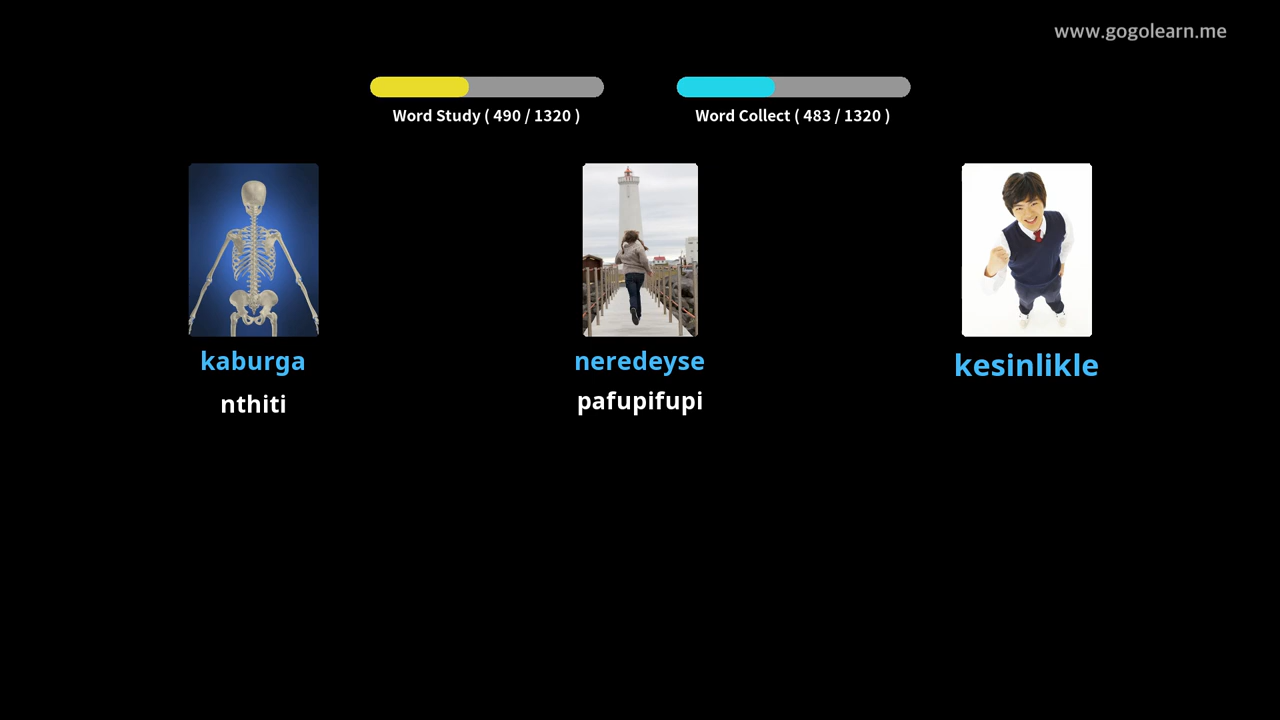 www.gogolearn.me
Word Study ( 490 / 1320 )
Word Collect ( 483 / 1320 )
kaburga
neredeyse
kesinlikle
nthiti
pafupifupi